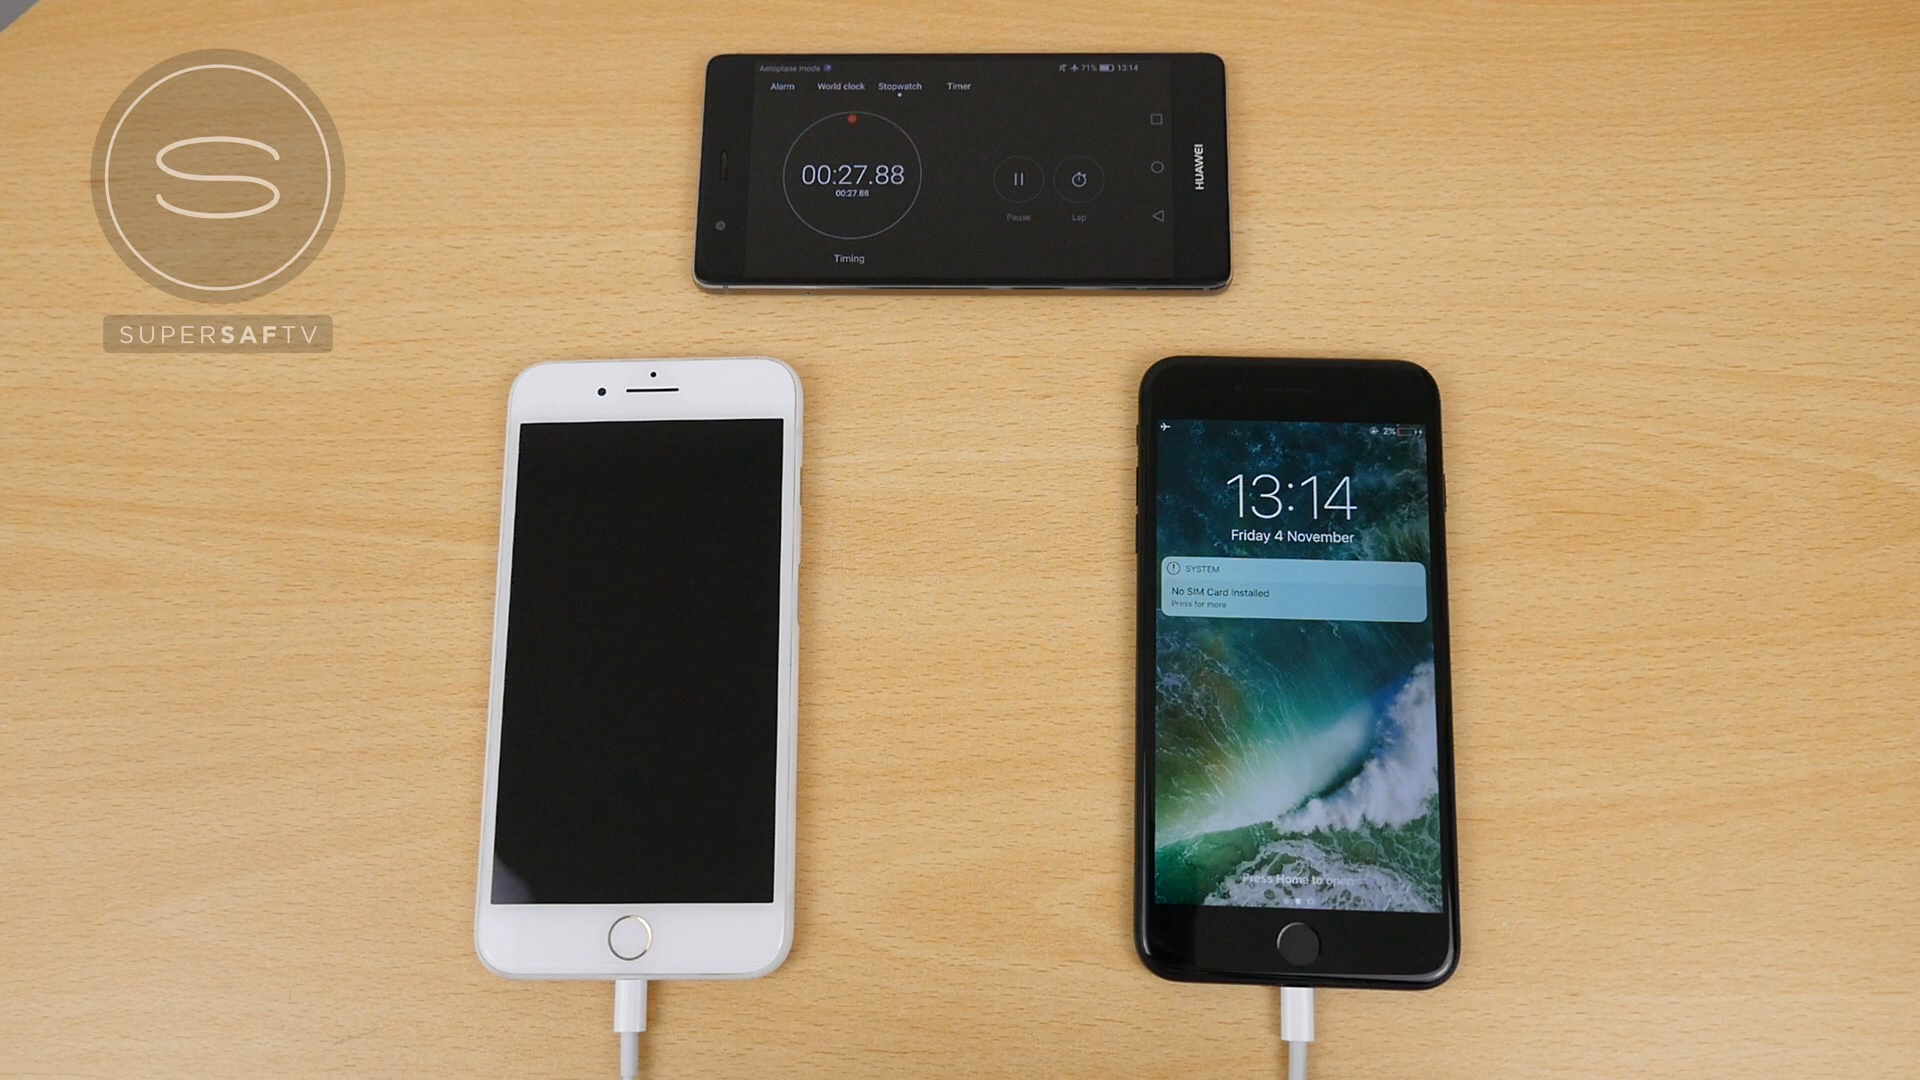 Aeroplane mode
71% 13:14
Alarm World clock Stopwatch Timer
00:27.88
00:27.88
Pause Lap
Timing
HUAWEI
S
SUPERSAFTV
2%
13:14
Friday 4 November
SYSTEM
No SIM Card Installed
Press for more
Press Home to open